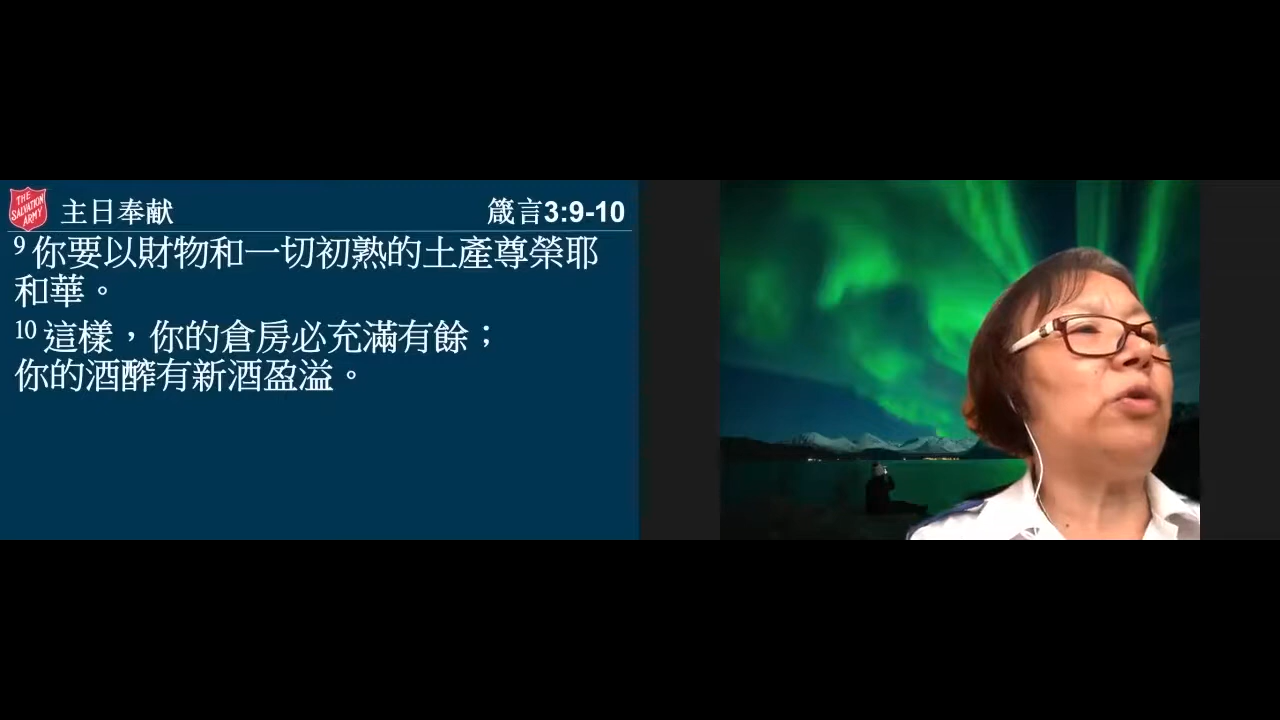 THE
SALVATION
ARMY
主日奉献
箴言3:9-10
9 你要以財物和一切初熟的土產尊榮耶
和華。
10 這樣，你的倉房必充滿有餘；
你的酒醡有新酒盈溢。